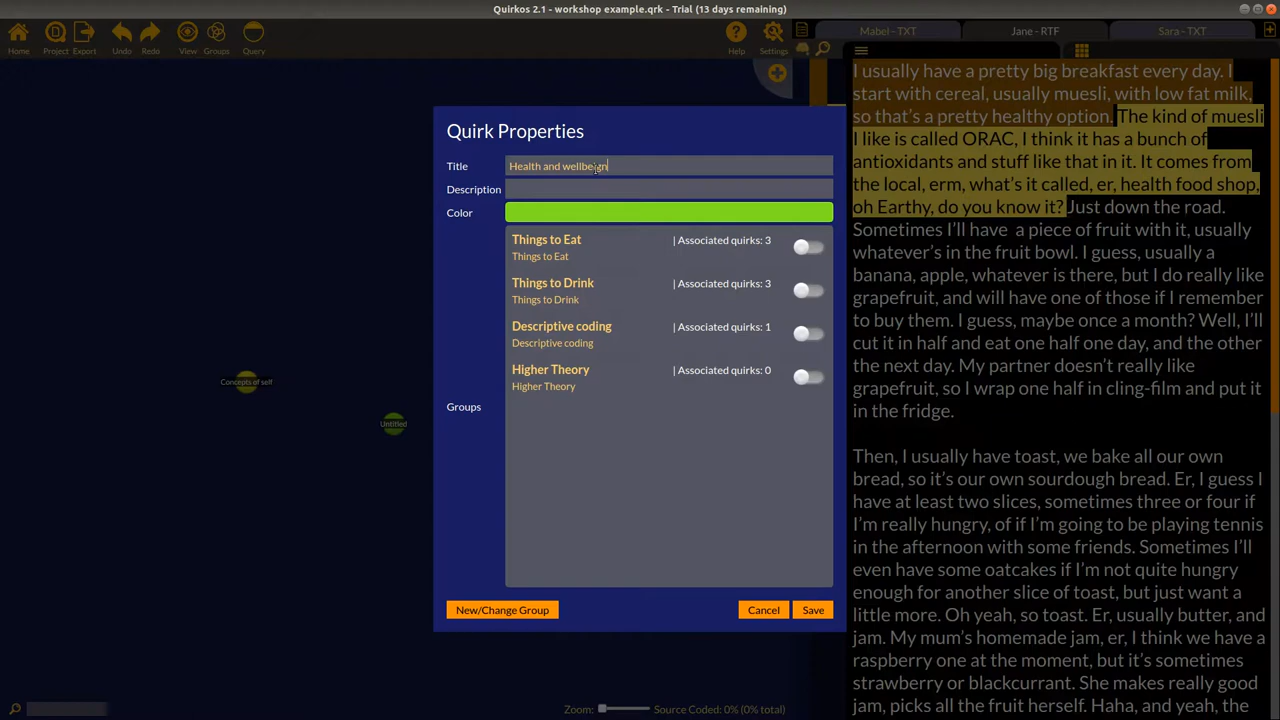 Quirkos 2.1 - workshop example.qrk - Trial (13 days remaining)
Home Project Export Undo Redo View Groups Query Help Settings
Mabel - TXT Jane - RTF Sara - TXT
Quirk Properties
Title
Description
Color
Things to Eat | Associated quirks: 3
Things to Eat
Things to Drink | Associated quirks: 3
Things to Drink
Descriptive coding | Associated quirks: 1
Descriptive coding
Higher Theory | Associated quirks: 0
Higher Theory
Groups
New/Change Group Cancel Save
Concepts of self
Untitled
Zoom: Source Coded: 0% (0% total)
I usually have a pretty big breakfast every day. I
start with cereal, usually muesli, with low fat milk,
so that's a pretty healthy option. The kind of muesli
I like is called ORAC, I think it has a bunch of
antioxidants and stuff like that in it. It comes from
the local, erm, what's it called, er, health food shop,
oh Earthy, do you know it? Just down the road.
Sometimes I'll have a piece of fruit with it, usually
whatever's in the fruit bowl. I guess, usually a
banana, apple, whatever is there, but I do really like
grapefruit, and will have one of those if I remember
to buy them. I guess, maybe once a month? Well, I'll
cut it in half and eat one half one day, and the other
the next day. My partner doesn't really like
grapefruit, so I wrap one half in cling-film and put it
in the fridge.
Then, I usually have toast, we bake all our own
bread, so it's our own sourdough bread. Er, I guess I
have at least two slices, sometimes three or four if
I'm really hungry, of if I'm going to be playing tennis
in the afternoon with some friends. Sometimes I'll
even have some oatcakes if I'm not quite hungry
enough for another slice of toast, but just want a
little more. Oh yeah, so toast. Er, usually butter, and
jam. My mum's homemade jam, er, I think we have a
raspberry one at the moment, but it's sometimes
strawberry or blackcurrant. She makes really good
jam, picks all the fruit herself. Haha, and yeah, the
Health and